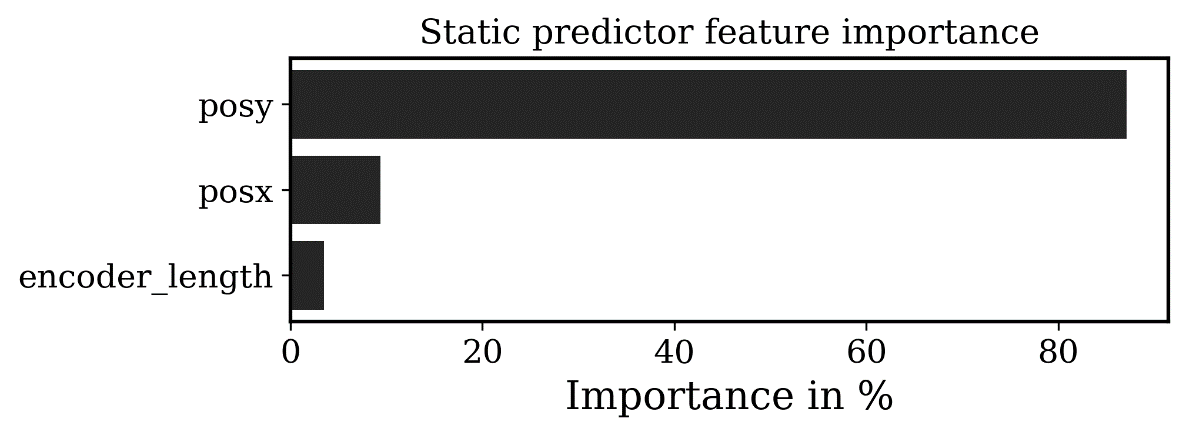 Static predictor feature importance
posy
posx
encoder_length
0 20 40 60 80
Importance in %